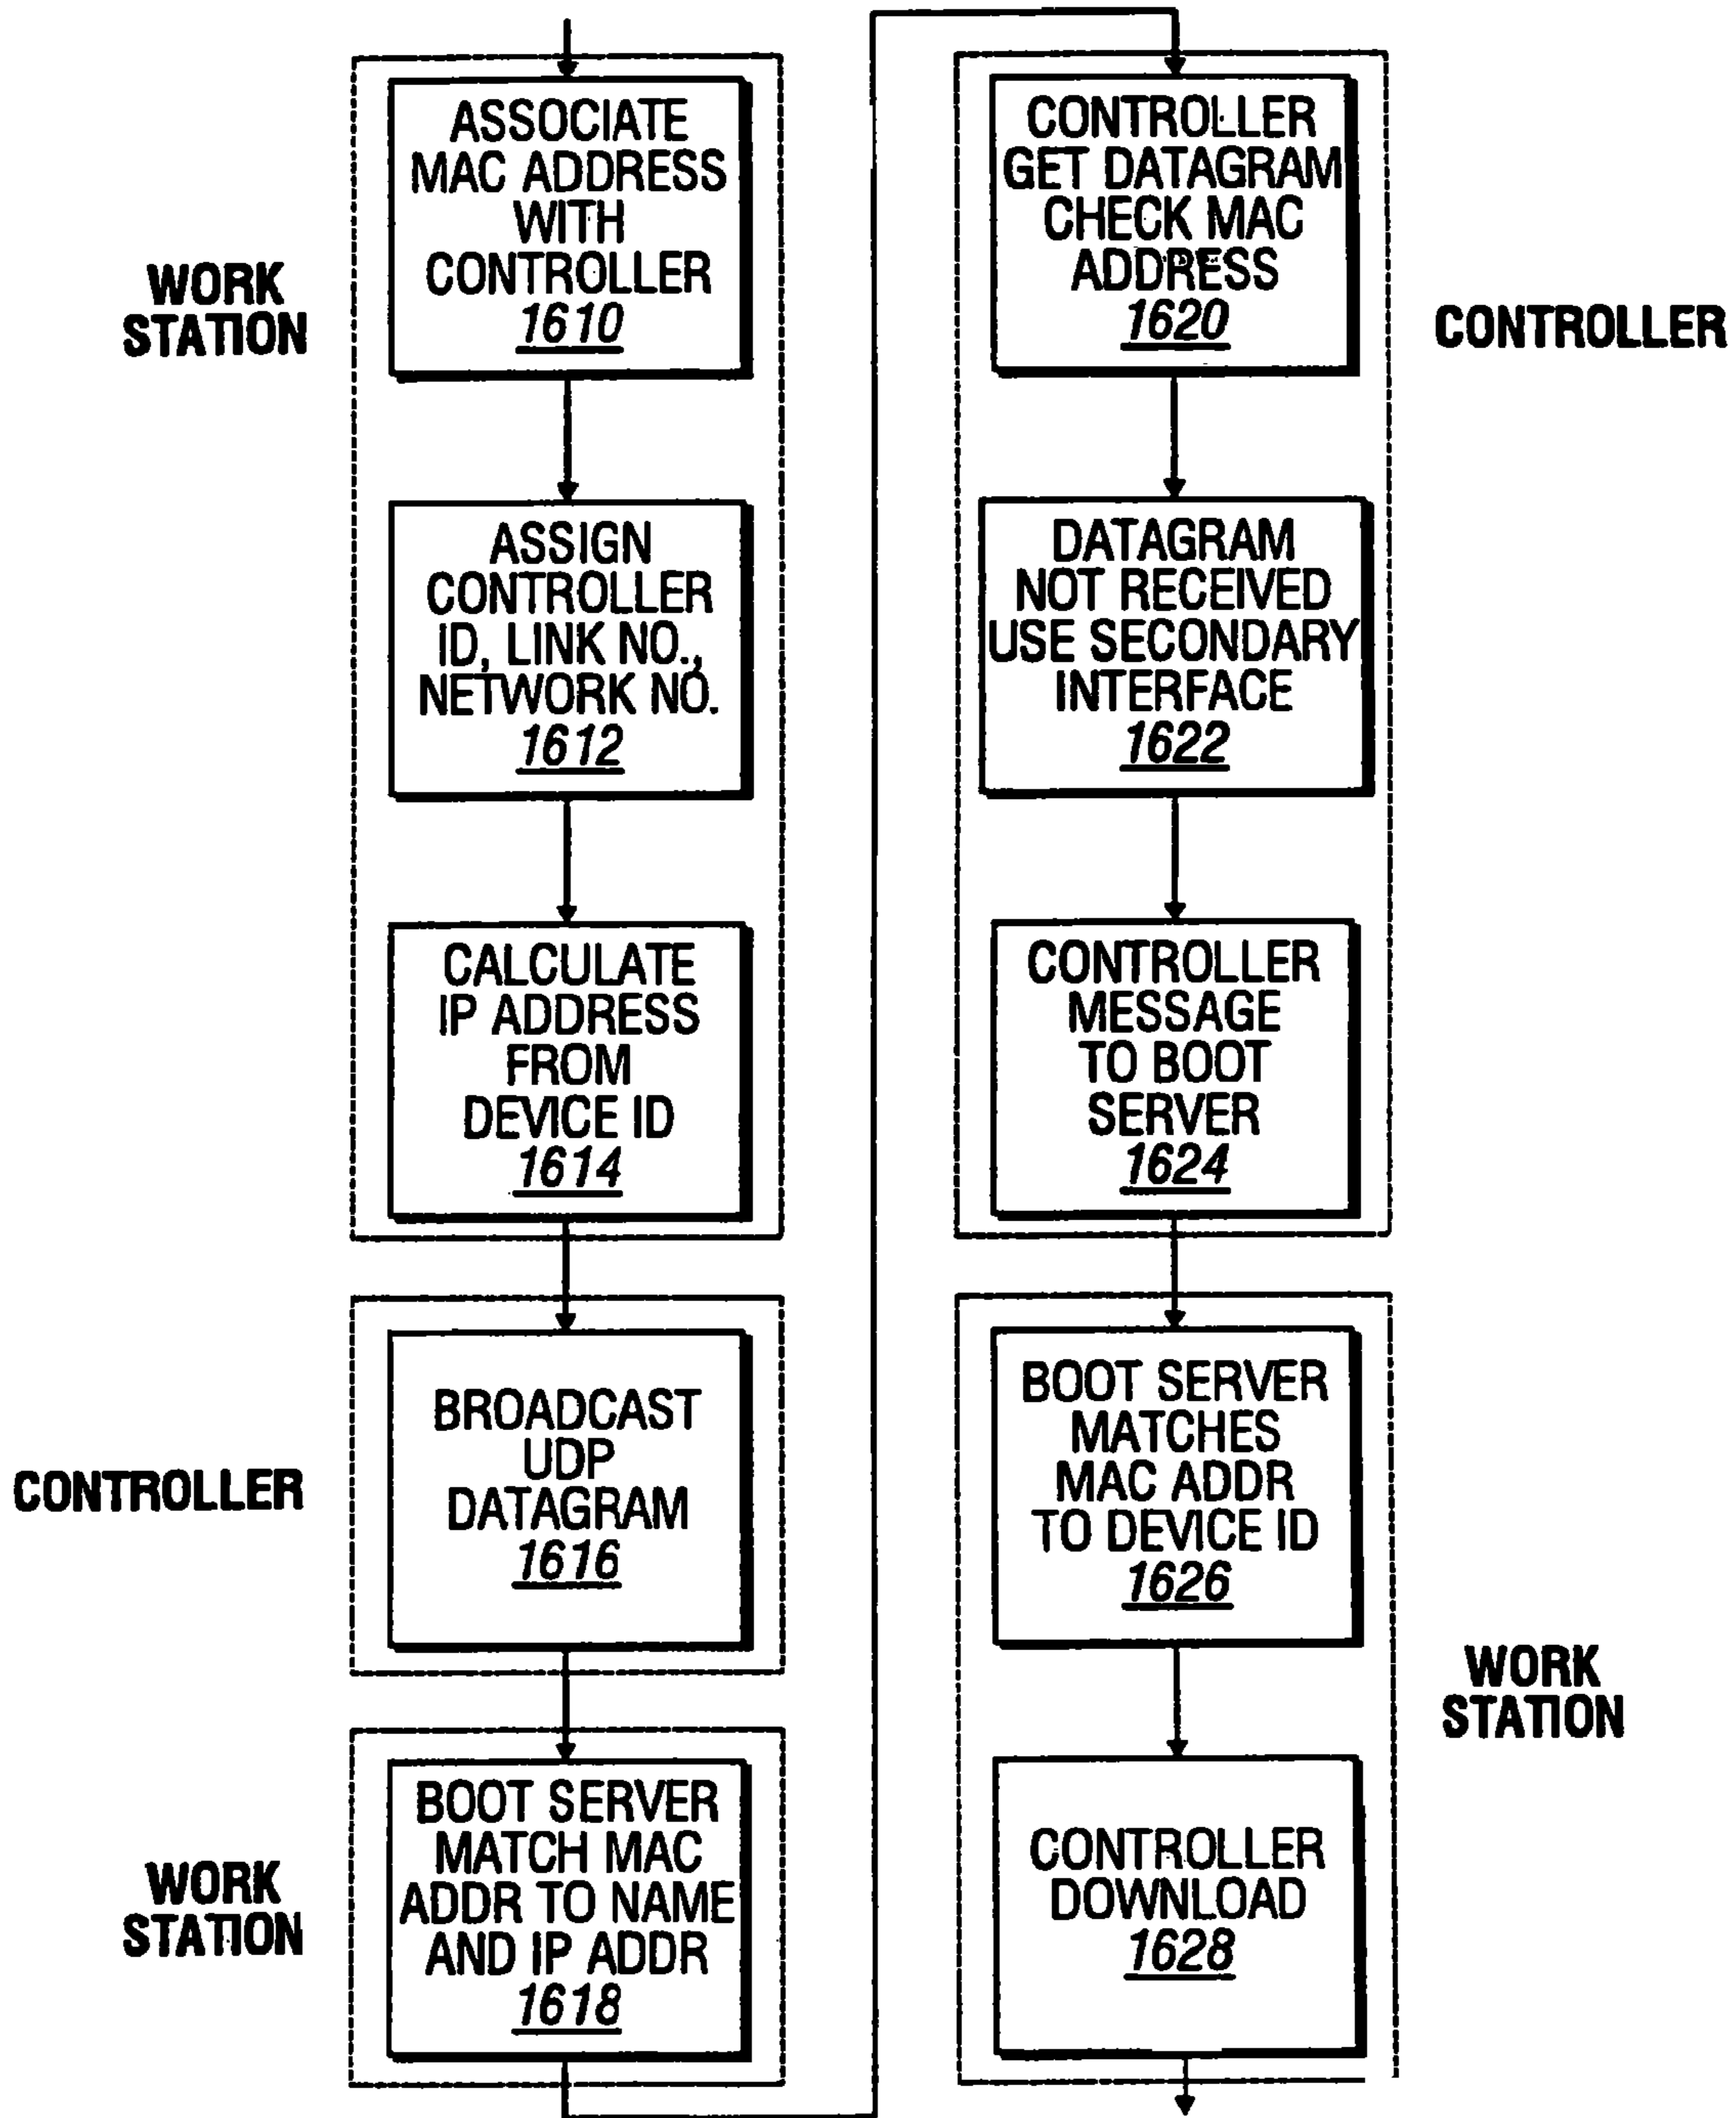 WORK
STATION
ASSOCIATE
MAC ADDRESS
WITH
CONTROLLER
1610
ASSIGN
CONTROLLER
ID, LINK NO.,
NETWORK NO.
1612
CALCULATE
IP ADDRESS
FROM
DEVICE ID
1614
CONTROLLER
BROADCAST
UDP
DATAGRAM
1616
WORK
STATION
BOOT SERVER
MATCH MAC
ADDR TO NAME
AND IP ADDR
1618
CONTROLLER
GET DATAGRAM
CHECK MAC
ADDRESS
1620
CONTROLLER
DATAGRAM
NOT RECEIVED
USE SECONDARY
INTERFACE
1622
CONTROLLER
MESSAGE
TO BOOT
SERVER
1624
BOOT SERVER
MATCHES
MAC ADDR
TO DEVICE ID
1626
WORK
STATION
CONTROLLER
DOWNLOAD
1628